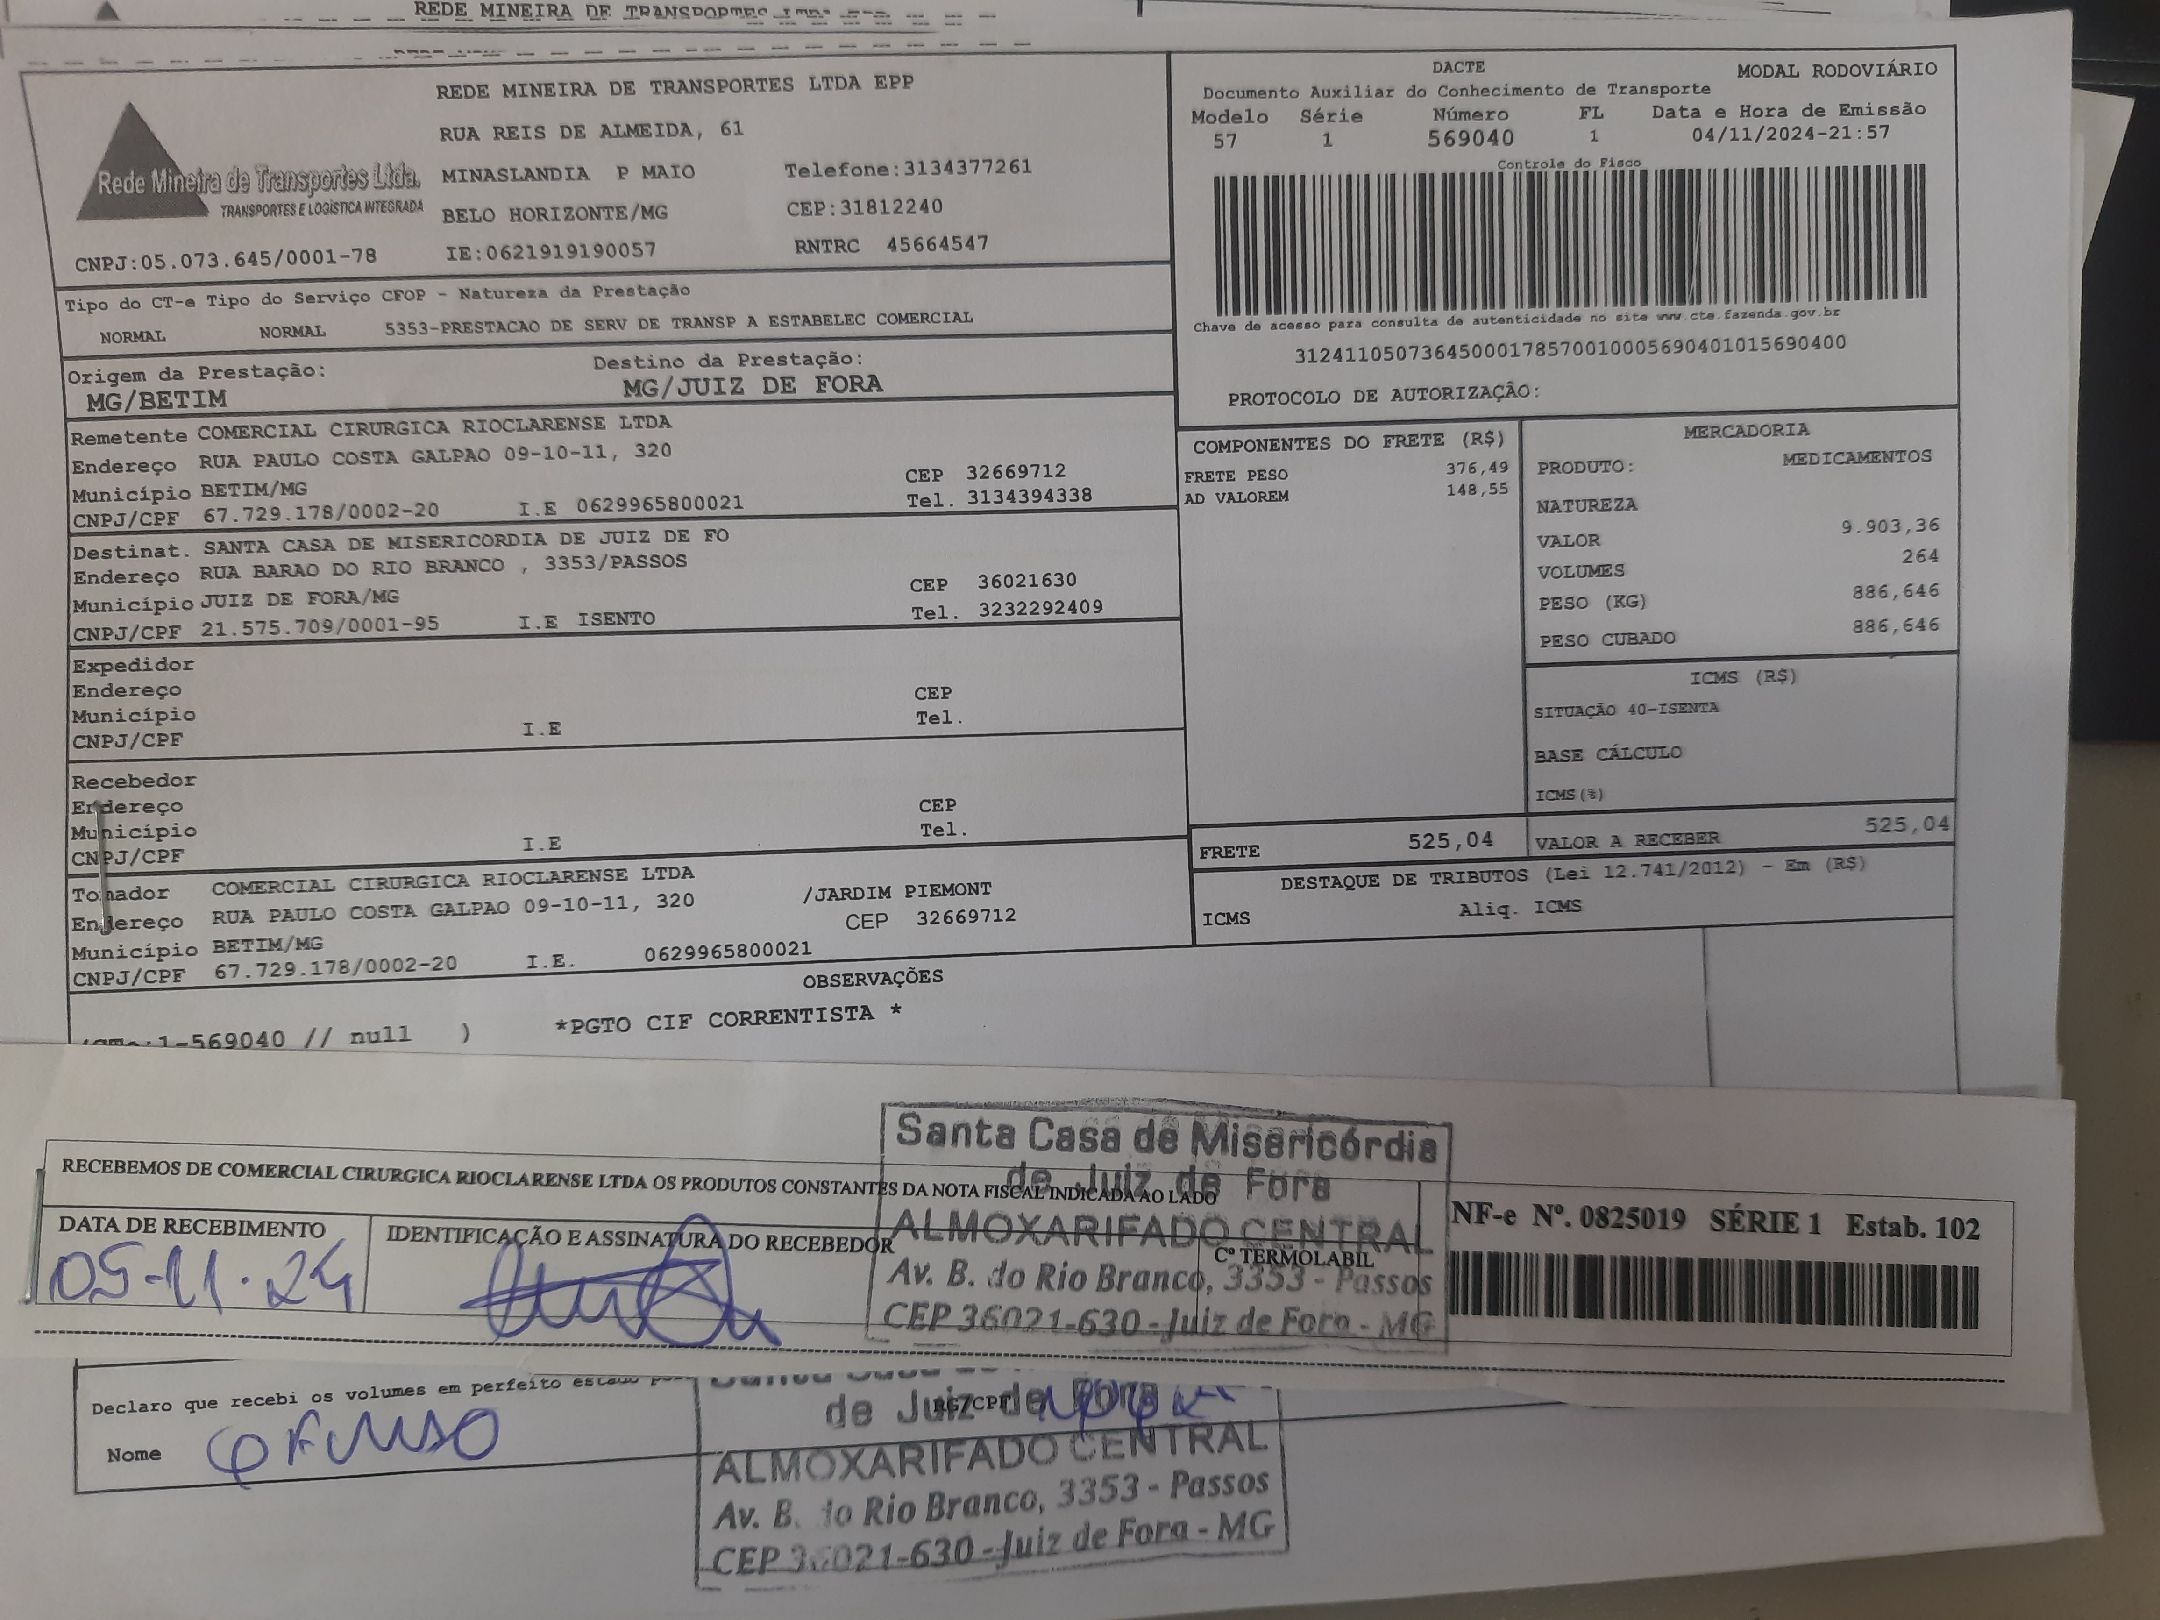 REDE MINEIRA DE TRANSPORTES LTDA
REDE MINEIRA DE TRANSPORTES LTDA EPP
RUA REIS DE ALMEIDA, 61
MINASLANDIA P MAIO Telefone:3134377261
BELO HORIZONTE/MG CEP:31812240
IE:0621919190057 RNTRC 45664547
Rede Mineira de Transportes Ltda.
TRANSPORTES E LOGÍSTICA INTEGRADA
CNPJ:05.073.645/0001-78
DACTE MODAL RODOVIÁRIO
Documento Auxiliar do Conhecimento de Transporte
Modelo Série Número FL Data e Hora de Emissão
57 1 569040 1 04/11/2024-21:57
Controle do Fisco
Chave de acesso para consulta de autenticidade no site www.cte.fazenda.gov.br
31241105073645000178570010005690401015690400
PROTOCOLO DE AUTORIZAÇÃO:
Tipo do CT-e Tipo do Serviço CFOP - Natureza da Prestação
NORMAL NORMAL 5353-PRESTACAO DE SERV DE TRANSP A ESTABELEC COMERCIAL
Origem da Prestação: Destino da Prestação:
MG/BETIM MG/JUIZ DE FORA
Remetente COMERCIAL CIRURGICA RIOCLARENSE LTDA
Endereço RUA PAULO COSTA GALPAO 09-10-11, 320 CEP 32669712
Município BETIM/MG Tel. 3134394338
CNPJ/CPF 67.729.178/0002-20 I.E 0629965800021
Destinat. SANTA CASA DE MISERICORDIA DE JUIZ DE FO
Endereço RUA BARAO DO RIO BRANCO , 3353/PASSOS CEP 36021630
Município JUIZ DE FORA/MG Tel. 3232292409
CNPJ/CPF 21.575.709/0001-95 I.E ISENTO
Expedidor
Endereço CEP
Município Tel.
CNPJ/CPF I.E
Recebedor
Endereço CEP
Município Tel.
CNPJ/CPF I.E
Tomador COMERCIAL CIRURGICA RIOCLARENSE LTDA /JARDIM PIEMONT
Endereço RUA PAULO COSTA GALPAO 09-10-11, 320 CEP 32669712
Município BETIM/MG
CNPJ/CPF 67.729.178/0002-20 I.E. 0629965800021
COMPONENTES DO FRETE (R$)
FRETE PESO 376,49
AD VALOREM 148,55
MERCADORIA
PRODUTO: MEDICAMENTOS
NATUREZA
VALOR 9.903,36
VOLUMES 264
PESO (KG) 886,646
PESO CUBADO 886,646
ICMS (R$)
SITUAÇÃO 40-ISENTA
BASE CÁLCULO
ICMS(%)
FRETE 525,04 VALOR A RECEBER 525,04
DESTAQUE DE TRIBUTOS (Lei 12.741/2012) - Em (R$)
ICMS Aliq. ICMS
OBSERVAÇÕES
1-569040 // null ) *PGTO CIF CORRENTISTA *
RECEBEMOS DE COMERCIAL CIRURGICA RIOCLARENSE LTDA OS PRODUTOS CONSTANTES DA NOTA FISCAL INDICADA AO LADO
DATA DE RECEBIMENTO IDENTIFICAÇÃO E ASSINATURA DO RECEBEDOR Cº TERMOLABIL
05-11-24
NF-e Nº. 0825019 SÉRIE 1 Estab. 102
Santa Casa de Misericórdia
de Juiz de Fora
ALMOXARIFADO CENTRAL
Av. B. do Rio Branco, 3353 - Passos
CEP 36021-630 - Juiz de Fora - MG
Declaro que recebi os volumes em perfeito estado
Nome
RG/CPF
de Juiz de Fora
ALMOXARIFADO CENTRAL
Av. B. do Rio Branco, 3353 - Passos
CEP 36021-630 - Juiz de Fora - MG